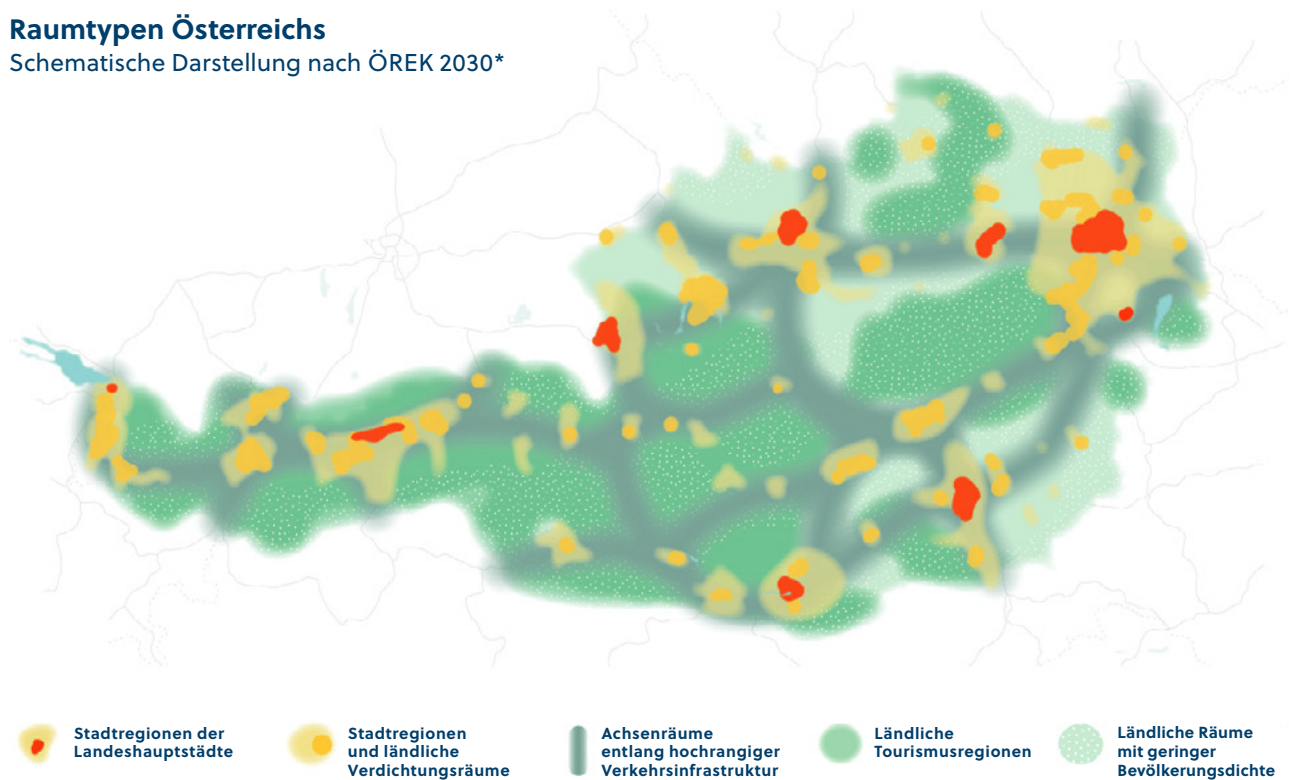 Raumtypen Österreichs
Schematische Darstellung nach ÖREK 2030*
Stadtregionen der
Landeshauptstädte
Stadtregionen
und ländliche
Verdichtungsräume
Achsenräume
entlang hochrangiger
Verkehrsinfrastruktur
Ländliche
Tourismusregionen
Ländliche Räume
mit geringer
Bevölkerungsdichte